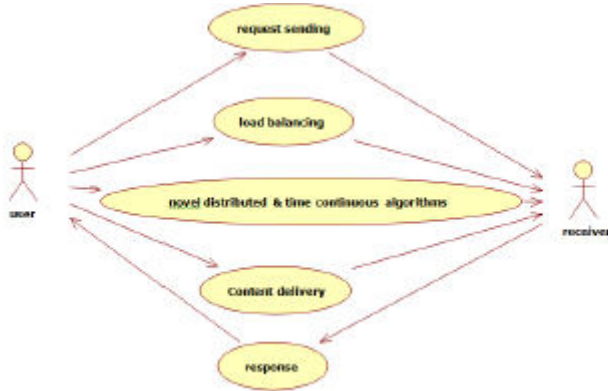 request sending
load balancing
novel distributed & time continuous algorithms
user
receiver
Content delivery
response